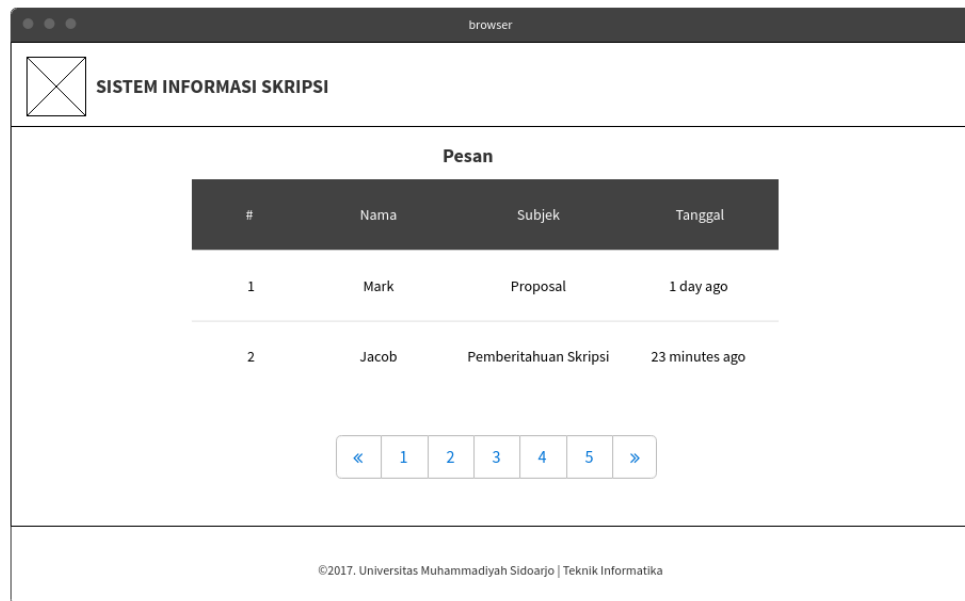 browser
SISTEM INFORMASI SKRIPSI
Pesan
# Nama Subjek Tanggal
1 Mark Proposal 1 day ago
2 Jacob Pemberitahuan Skripsi 23 minutes ago
« 1 2 3 4 5 »
©2017. Universitas Muhammadiyah Sidoarjo | Teknik Informatika